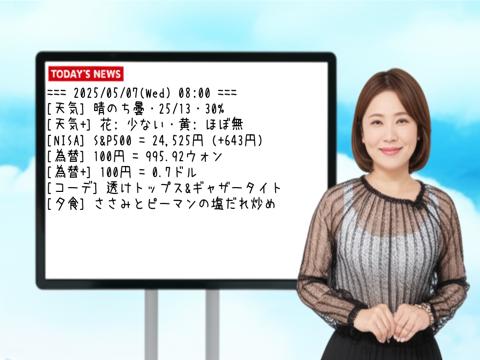 TODAY'S NEWS
=== 2025/05/07(Wed) 08:00 ===
[天気] 晴のち曇・25/13・30%
[天気+] 花: 少ない・黄: ほぼ無
[NISA] S&P500 = 24,525円 (+643円)
[為替] 100円 = 995.92ウォン
[為替+] 100円 = 0.7ドル
[コーデ] 透けトップス&ギャザータイト
[夕食] ささみとピーマンの塩だれ炒め